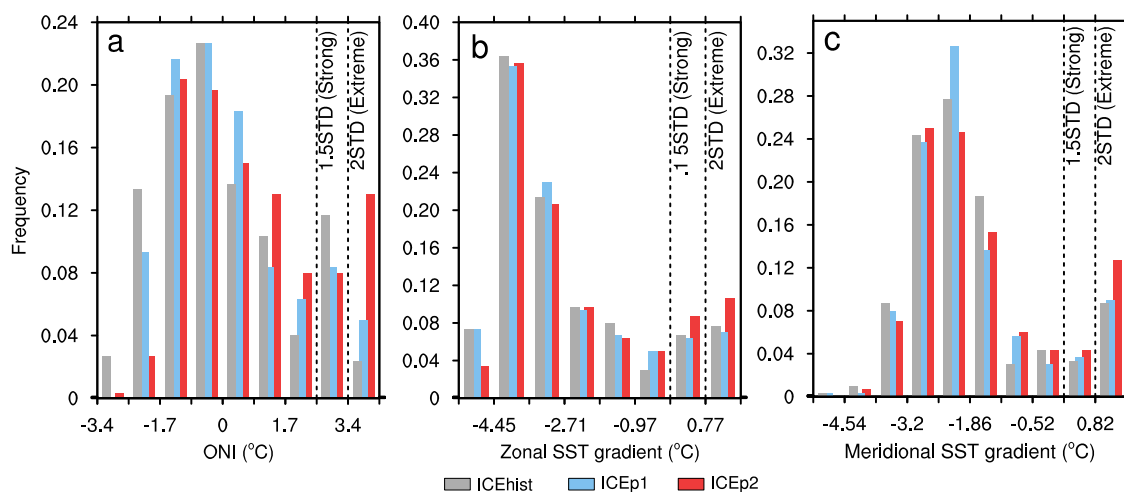 0.24
0.20
0.16
0.12
0.08
0.04
0
Frequency
a
1.5STD (Strong)
2STD (Extreme)
-3.4 -1.7 0 1.7 3.4
ONI (°C)
0.40
0.36
0.32
0.28
0.24
0.20
0.16
0.12
0.08
0.04
0.00
b
.1 5STD (Strong)
2STD (Extreme)
-4.45 -2.71 -0.97 0.77
Zonal SST gradient (°C)
0.32
0.28
0.24
0.20
0.16
0.12
0.08
0.04
0
c
1.5STD (Strong)
2STD (Extreme)
-4.54 -3.2 -1.86 -0.52 0.82
Meridional SST gradient (°C)
ICEhist ICEp1 ICEp2